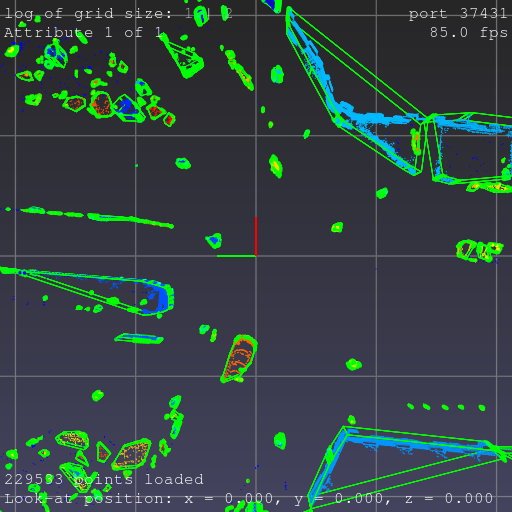 log of grid size:
port 37431
Attribute 1 of 1
85.0 fps
points loaded
Look-at position: x = 0.000, y = 0.000, z = 0.000